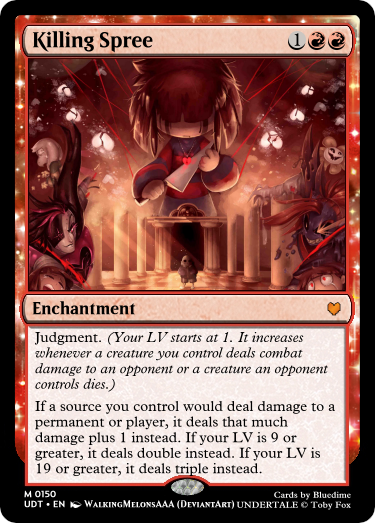 Killing Spree 1
Enchantment
Judgment. (Your LV starts at 1. It increases
whenever a creature you control deals combat
damage to an opponent or a creature an opponent
controls dies.)
If a source you control would deal damage to a
permanent or player, it deals that much
damage plus 1 instead. If your LV is 9 or
greater, it deals double instead. If your LV is
19 or greater, it deals triple instead.
M 0150
Cards by Bluedime
UDT • EN WalkingMelonsAAA (DeviantArt) UNDERTALE © Toby Fox